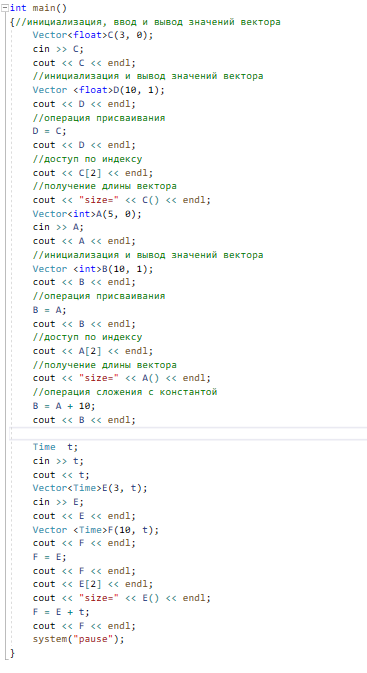 int main()
{//инициализация, ввод и вывод значений вектора
Vector<float>C(3, 0);
cin >> C;
cout << C << endl;
//инициализация и вывод значений вектора
Vector <float>D(10, 1);
cout << D << endl;
//операция присваивания
D = C;
cout << D << endl;
//доступ по индексу
cout << C[2] << endl;
//получение длины вектора
cout << "size=" << C() << endl;
Vector<int>A(5, 0);
cin >> A;
cout << A << endl;
//инициализация и вывод значений вектора
Vector <int>B(10, 1);
cout << B << endl;
//операция присваивания
B = A;
cout << B << endl;
//доступ по индексу
cout << A[2] << endl;
//получение длины вектора
cout << "size=" << A() << endl;
//операция сложения с константой
B = A + 10;
cout << B << endl;
Time  t;
cin >> t;
cout << t;
Vector<Time>E(3, t);
cin >> E;
cout << E << endl;
Vector <Time>F(10, t);
cout << F << endl;
F = E;
cout << F << endl;
cout << E[2] << endl;
cout << "size=" << E() << endl;
F = E + t;
cout << F << endl;
system("pause");
}